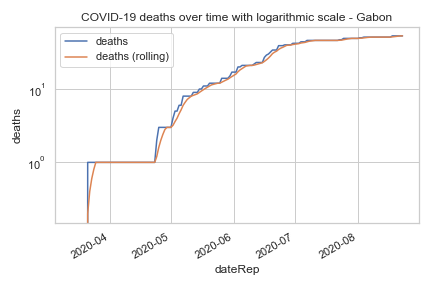 COVID-19 deaths over time with logarithmic scale - Gabon
deaths
deaths (rolling)
10¹
10⁰
deaths
2020-04
2020-05
2020-06
2020-07
2020-08
dateRep